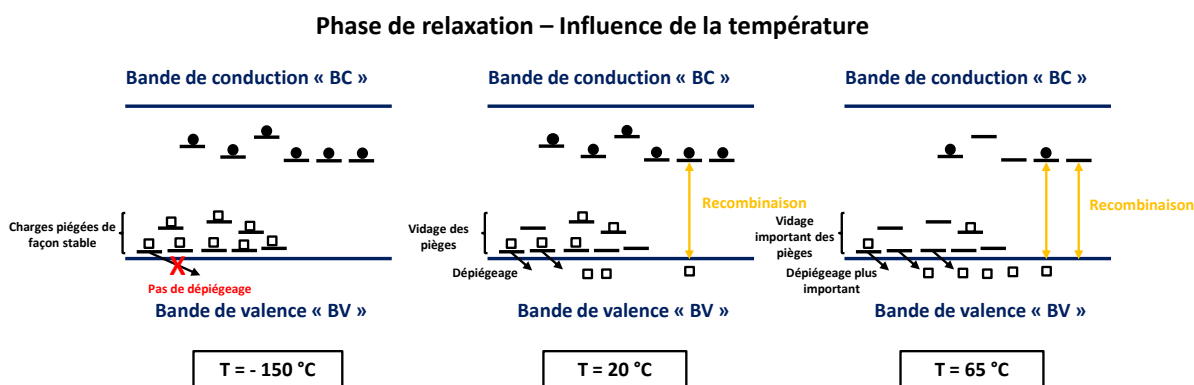 Phase de relaxation – Influence de la température
Bande de conduction « BC »
Charges piégées de
façon stable
X
Pas de dépiégeage
Bande de valence « BV »
T = - 150 °C
Bande de conduction « BC »
Recombinaison
Vidage des
pièges
Dépiégeage
Bande de valence « BV »
T = 20 °C
Bande de conduction « BC »
Recombinaison
Vidage
important des
pièges
Dépiégeage plus
important
Bande de valence « BV »
T = 65 °C